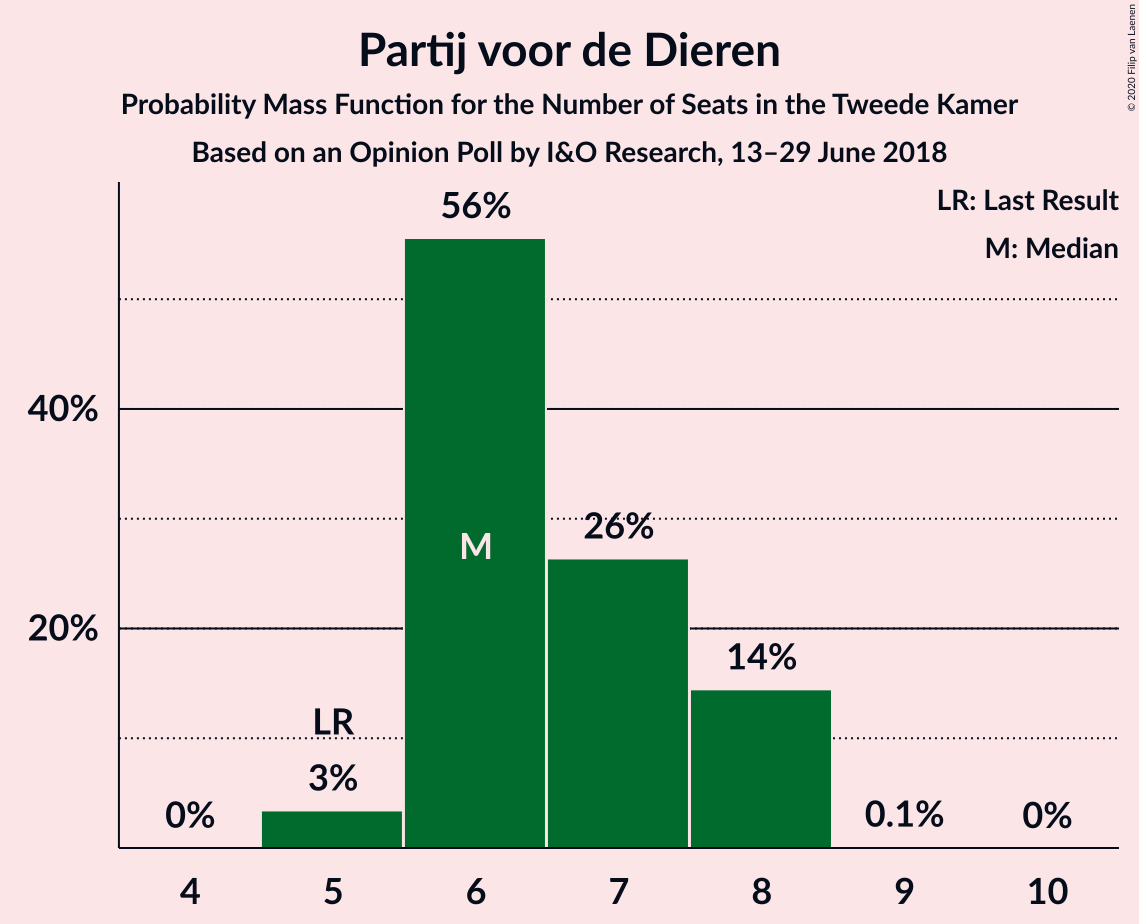 Partij voor de Dieren
Probability Mass Function for the Number of Seats in the Tweede Kamer
Based on an Opinion Poll by I&O Research, 13–29 June 2018
© 2020 Filip van Laenen
LR: Last Result
M: Median
56%
40%
26%
M
20%
14%
LR
3%
0%
0.1%
0%
4 5 6 7 8 9 10